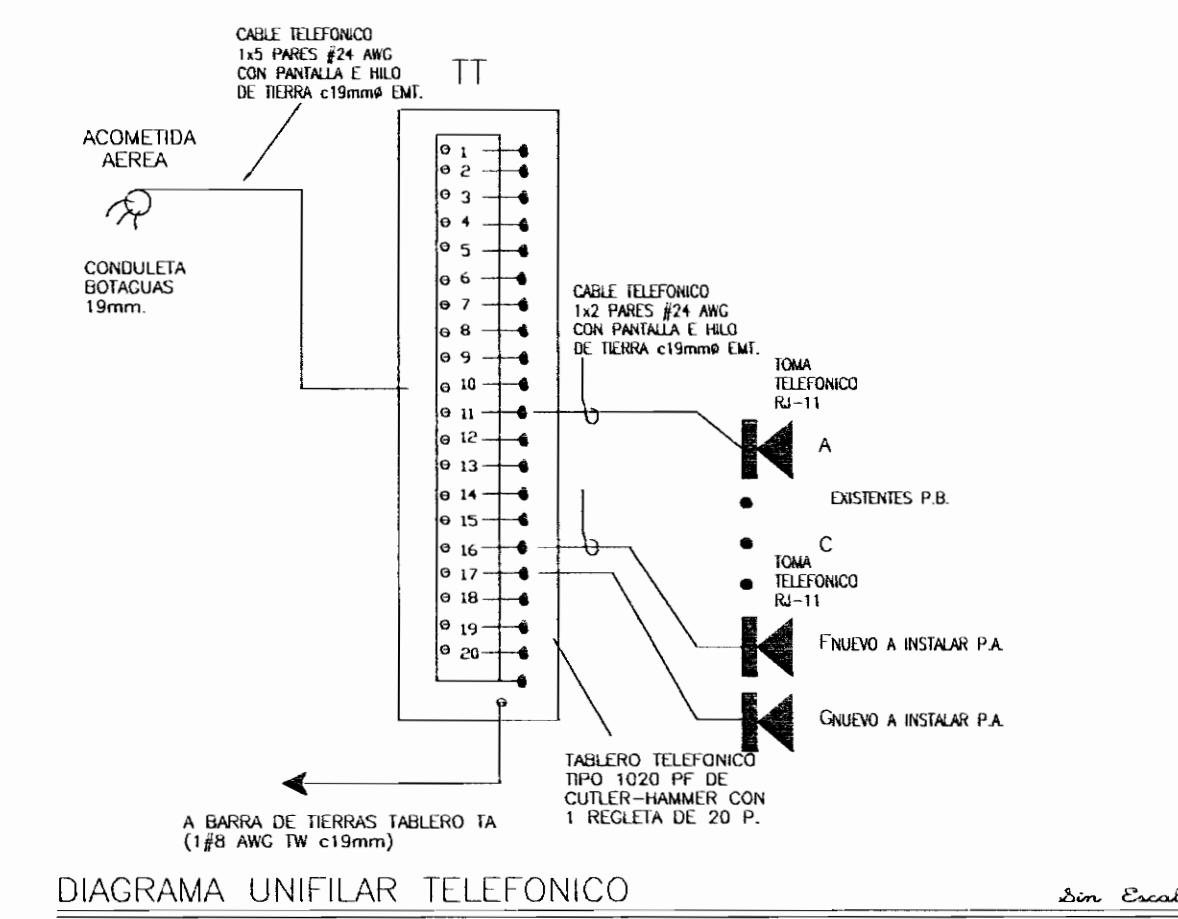 CABLE TELEFONICO
1x5 PARES #24 AWG
CON PANTALLA E HILO
DE TIERRA c19mmø EMT.
TT
ACOMETIDA
AEREA
CONDULETA
BOTAGUAS
19mm.
1
2
3
4
5
6
7
8
9
10
11
12
13
14
15
16
17
18
19
20
CABLE TELEFONICO
1x2 PARES #24 AWG
CON PANTALLA E HILO
DE TIERRA c19mmø EMT.
TOMA
TELEFONICO
RJ-11
A
EXISTENTES P.B.
C
TOMA
TELEFONICO
RJ-11
F NUEVO A INSTALAR P.A.
G NUEVO A INSTALAR P.A.
TABLERO TELEFONICO
TIPO 1020 PF DE
CUTLER-HAMMER CON
1 REGLETA DE 20 P.
A BARRA DE TIERRAS TABLERO TA
(1#8 AWG TW c19mm)
DIAGRAMA UNIFILAR TELEFONICO
Sin Escal